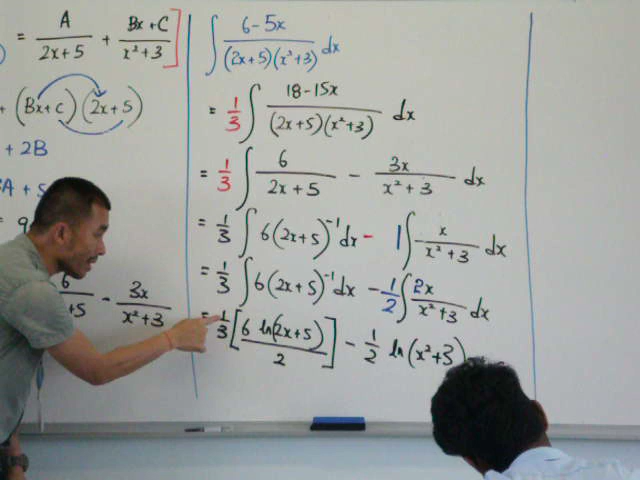 = A/(2x+5) + (Bx+C)/(x²+3) ]
+ (Bx+c)(2x+5)
+ 2B
A + 5
= 9
6/(+5) - 3x/(x²+3)
∫ (6-5x)/((2x+5)(x²+3)) dx
= 1/3 ∫ (18-15x)/((2x+5)(x²+3)) dx
= 1/3 ∫ 6/(2x+5) - 3x/(x²+3) dx
= 1/3 ∫ 6(2x+5)⁻¹ dx - 1 ∫ x/(x²+3) dx
= 1/3 ∫ 6(2x+5)⁻¹ dx - 1/2 ∫ 2x/(x²+3) dx
= 1/3 [ 6 ln(2x+5)/2 ] - 1/2 ln(x²+3)